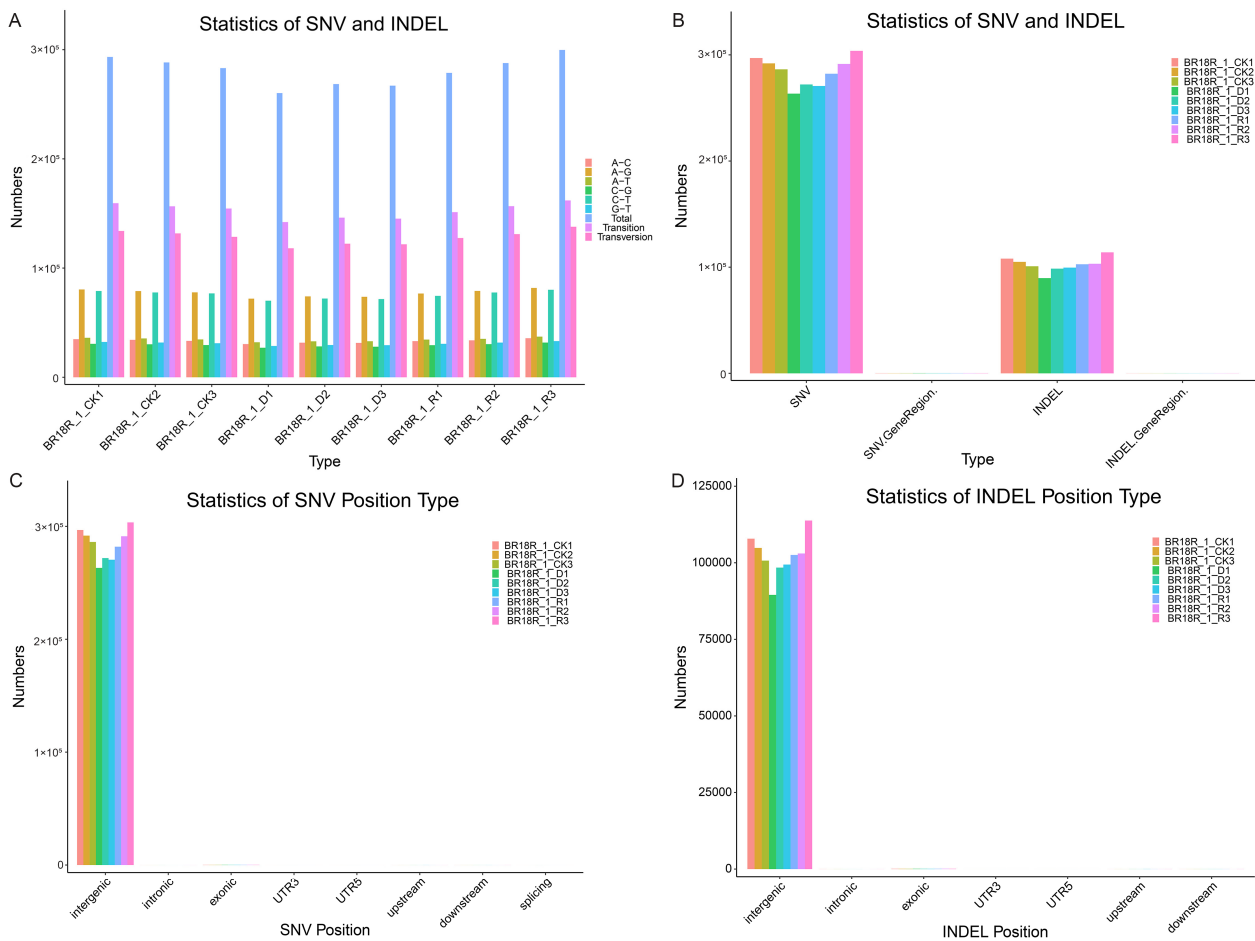 A
Statistics of SNV and INDEL
3×10⁵
2×10⁵
1×10⁵
0
Numbers
BR18R_1_CK1
BR18R_1_CK2
BR18R_1_CK3
BR18R_1_D1
BR18R_1_D2
BR18R_1_D3
BR18R_1_R1
BR18R_1_R2
BR18R_1_R3
Type
A−C
A−G
A−T
C−G
C−T
G−T
Total
Transition
Transversion
B
Statistics of SNV and INDEL
3×10⁵
2×10⁵
1×10⁵
0
Numbers
SNV
SNV.GeneRegion.
INDEL
INDEL.GeneRegion.
Type
BR18R_1_CK1
BR18R_1_CK2
BR18R_1_CK3
BR18R_1_D1
BR18R_1_D2
BR18R_1_D3
BR18R_1_R1
BR18R_1_R2
BR18R_1_R3
C
Statistics of SNV Position Type
3×10⁵
2×10⁵
1×10⁵
0
Numbers
intergenic
intronic
exonic
UTR3
UTR5
upstream
downstream
splicing
SNV Position
BR18R_1_CK1
BR18R_1_CK2
BR18R_1_CK3
BR18R_1_D1
BR18R_1_D2
BR18R_1_D3
BR18R_1_R1
BR18R_1_R2
BR18R_1_R3
D
Statistics of INDEL Position Type
125000
100000
75000
50000
25000
0
Numbers
intergenic
intronic
exonic
UTR3
UTR5
upstream
downstream
INDEL Position
BR18R_1_CK1
BR18R_1_CK2
BR18R_1_CK3
BR18R_1_D1
BR18R_1_D2
BR18R_1_D3
BR18R_1_R1
BR18R_1_R2
BR18R_1_R3